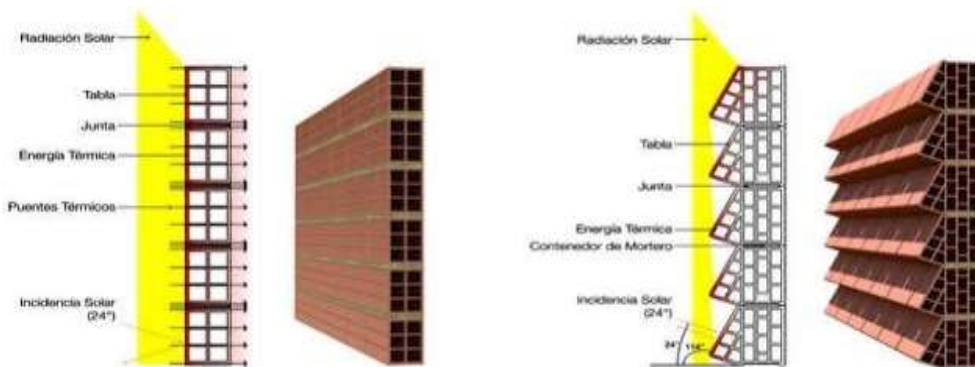 Radiación Solar
Tabla
Junta
Energía Térmica
Puentes Térmicos
Incidencia Solar
(24°)
Radiación Solar
Tabla
Junta
Energía Térmica
Contenedor de Mortero
Incidencia Solar
(24°)
24°
114°